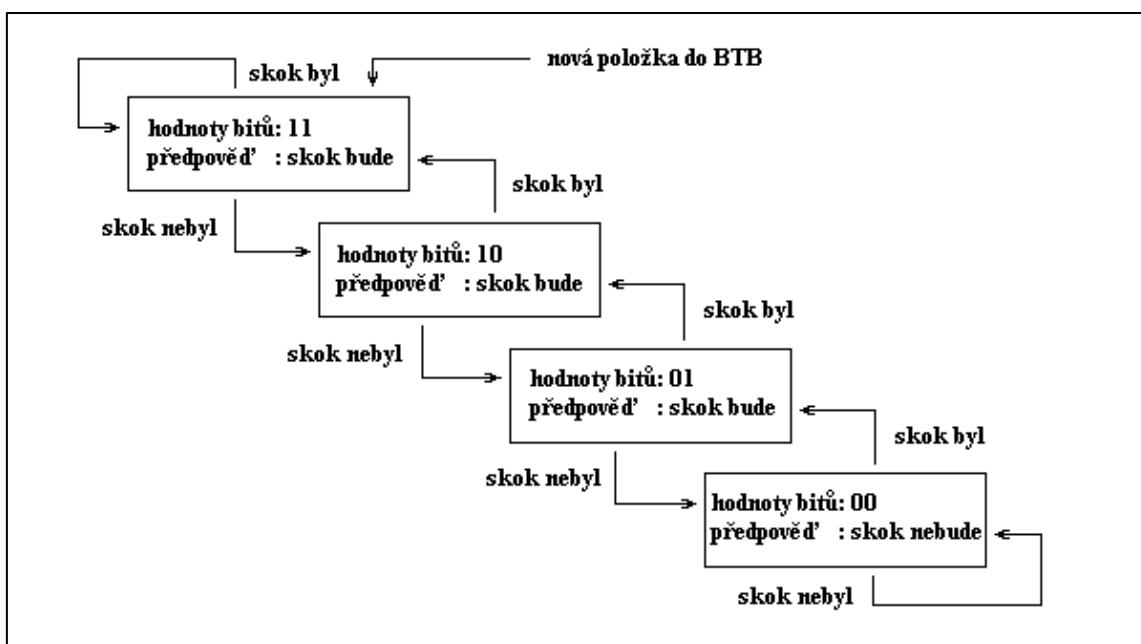 nová položka do BTB
skok byl
hodnoty bitů: 11
předpověď : skok bude
skok byl
skok nebyl
hodnoty bitů: 10
předpověď : skok bude
skok byl
skok nebyl
hodnoty bitů: 01
předpověď : skok bude
skok byl
skok nebyl
hodnoty bitů: 00
předpověď : skok nebude
skok nebyl